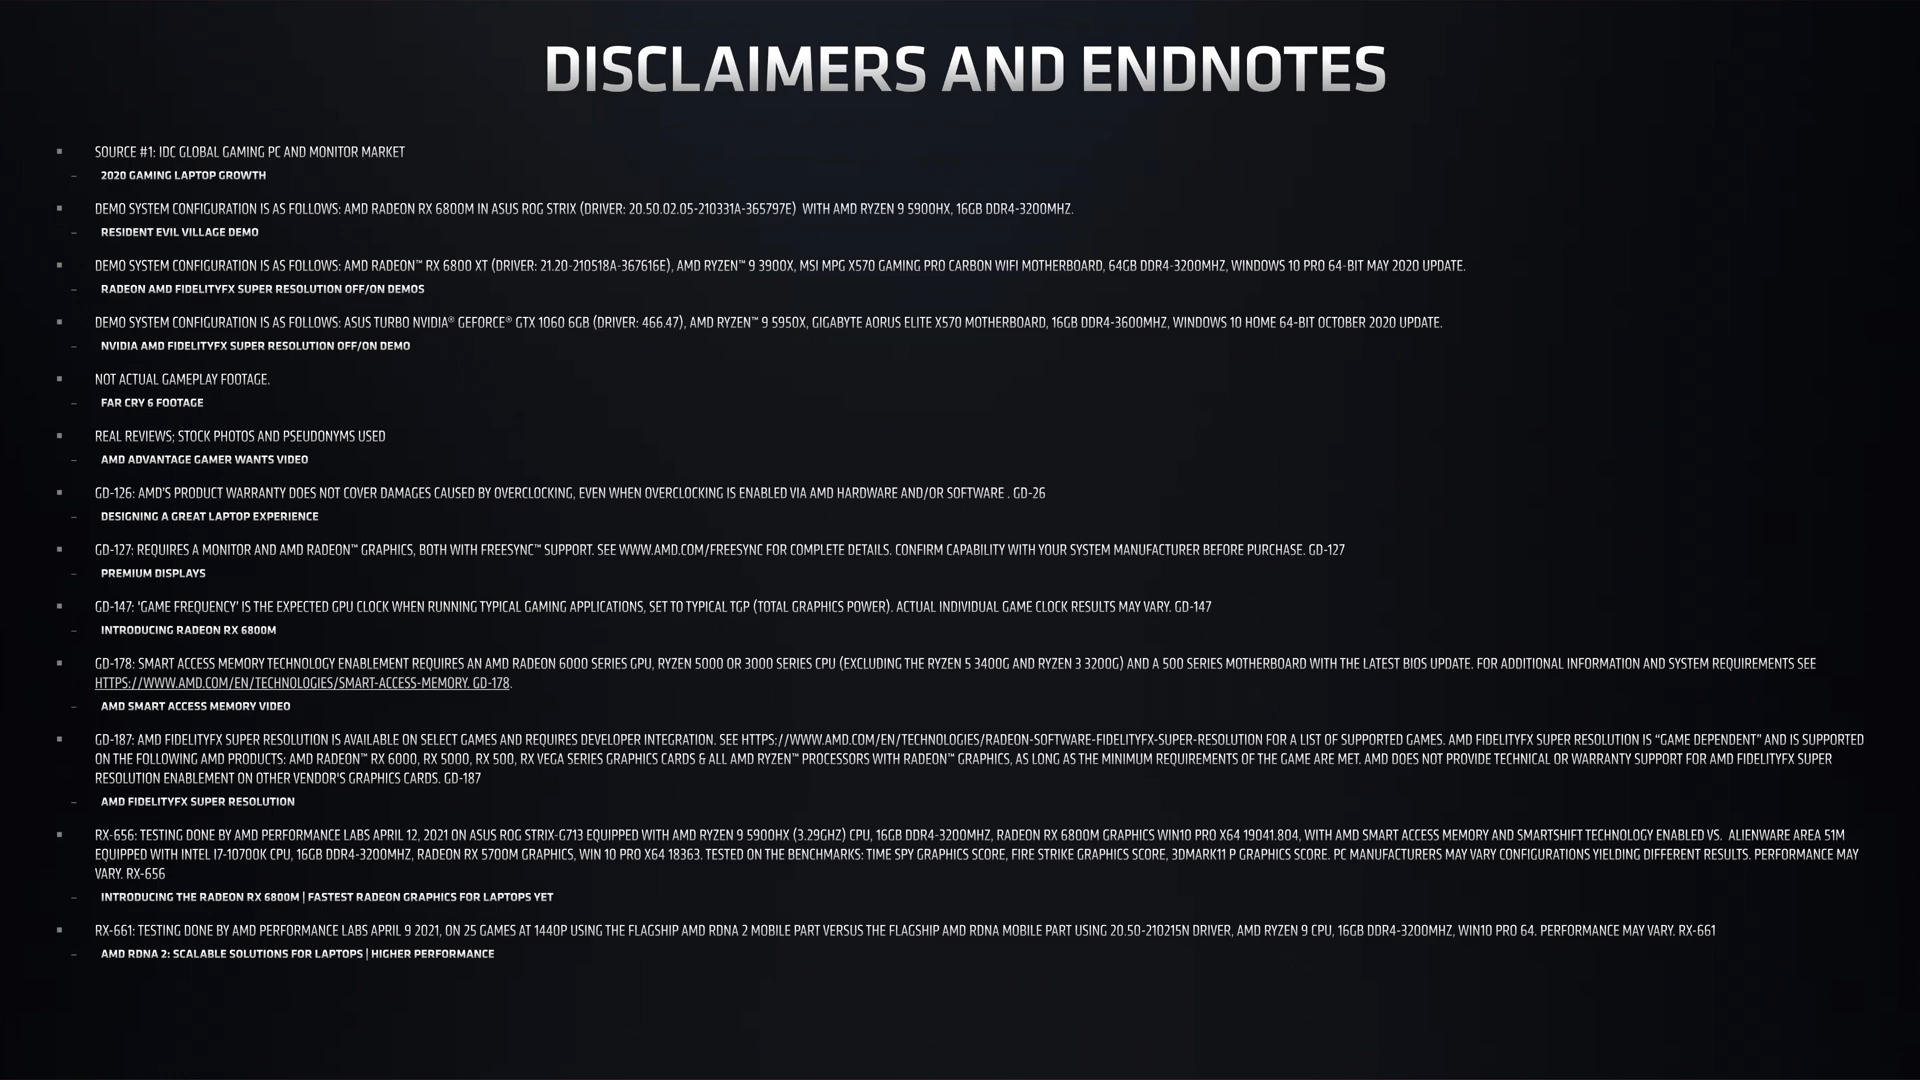 DISCLAIMERS AND ENDNOTES
▪ SOURCE #1: IDC GLOBAL GAMING PC AND MONITOR MARKET
– 2020 GAMING LAPTOP GROWTH
▪ DEMO SYSTEM CONFIGURATION IS AS FOLLOWS: AMD RADEON RX 6800M IN ASUS ROG STRIX (DRIVER: 20.50.02.05-210331A-365797E) WITH AMD RYZEN 9 5900HX, 16GB DDR4-3200MHZ.
– RESIDENT EVIL VILLAGE DEMO
▪ DEMO SYSTEM CONFIGURATION IS AS FOLLOWS: AMD RADEON™ RX 6800 XT (DRIVER: 21.20-210518A-367616E), AMD RYZEN™ 9 3900X, MSI MPG X570 GAMING PRO CARBON WIFI MOTHERBOARD, 64GB DDR4-3200MHZ, WINDOWS 10 PRO 64-BIT MAY 2020 UPDATE.
– RADEON AMD FIDELITYFX SUPER RESOLUTION OFF/ON DEMOS
▪ DEMO SYSTEM CONFIGURATION IS AS FOLLOWS: ASUS TURBO NVIDIA® GEFORCE® GTX 1060 6GB (DRIVER: 466.47), AMD RYZEN™ 9 5950X, GIGABYTE AORUS ELITE X570 MOTHERBOARD, 16GB DDR4-3600MHZ, WINDOWS 10 HOME 64-BIT OCTOBER 2020 UPDATE.
– NVIDIA AMD FIDELITYFX SUPER RESOLUTION OFF/ON DEMO
▪ NOT ACTUAL GAMEPLAY FOOTAGE.
– FAR CRY 6 FOOTAGE
▪ REAL REVIEWS; STOCK PHOTOS AND PSEUDONYMS USED
– AMD ADVANTAGE GAMER WANTS VIDEO
▪ GD-126: AMD'S PRODUCT WARRANTY DOES NOT COVER DAMAGES CAUSED BY OVERCLOCKING, EVEN WHEN OVERCLOCKING IS ENABLED VIA AMD HARDWARE AND/OR SOFTWARE . GD-26
– DESIGNING A GREAT LAPTOP EXPERIENCE
▪ GD-127: REQUIRES A MONITOR AND AMD RADEON™ GRAPHICS, BOTH WITH FREESYNC™ SUPPORT. SEE WWW.AMD.COM/FREESYNC FOR COMPLETE DETAILS. CONFIRM CAPABILITY WITH YOUR SYSTEM MANUFACTURER BEFORE PURCHASE. GD-127
– PREMIUM DISPLAYS
▪ GD-147: 'GAME FREQUENCY' IS THE EXPECTED GPU CLOCK WHEN RUNNING TYPICAL GAMING APPLICATIONS, SET TO TYPICAL TGP (TOTAL GRAPHICS POWER). ACTUAL INDIVIDUAL GAME CLOCK RESULTS MAY VARY. GD-147
– INTRODUCING RADEON RX 6800M
▪ GD-178: SMART ACCESS MEMORY TECHNOLOGY ENABLEMENT REQUIRES AN AMD RADEON 6000 SERIES GPU, RYZEN 5000 OR 3000 SERIES CPU (EXCLUDING THE RYZEN 5 3400G AND RYZEN 3 3200G) AND A 500 SERIES MOTHERBOARD WITH THE LATEST BIOS UPDATE. FOR ADDITIONAL INFORMATION AND SYSTEM REQUIREMENTS SEE
HTTPS://WWW.AMD.COM/EN/TECHNOLOGIES/SMART-ACCESS-MEMORY. GD-178.
– AMD SMART ACCESS MEMORY VIDEO
▪ GD-187: AMD FIDELITYFX SUPER RESOLUTION IS AVAILABLE ON SELECT GAMES AND REQUIRES DEVELOPER INTEGRATION. SEE HTTPS://WWW.AMD.COM/EN/TECHNOLOGIES/RADEON-SOFTWARE-FIDELITYFX-SUPER-RESOLUTION FOR A LIST OF SUPPORTED GAMES. AMD FIDELITYFX SUPER RESOLUTION IS “GAME DEPENDENT” AND IS SUPPORTED
ON THE FOLLOWING AMD PRODUCTS: AMD RADEON™ RX 6000, RX 5000, RX 500, RX VEGA SERIES GRAPHICS CARDS & ALL AMD RYZEN™ PROCESSORS WITH RADEON™ GRAPHICS, AS LONG AS THE MINIMUM REQUIREMENTS OF THE GAME ARE MET. AMD DOES NOT PROVIDE TECHNICAL OR WARRANTY SUPPORT FOR AMD FIDELITYFX SUPER
RESOLUTION ENABLEMENT ON OTHER VENDOR'S GRAPHICS CARDS. GD-187
– AMD FIDELITYFX SUPER RESOLUTION
▪ RX-656: TESTING DONE BY AMD PERFORMANCE LABS APRIL 12, 2021 ON ASUS ROG STRIX-G713 EQUIPPED WITH AMD RYZEN 9 5900HX (3.29GHZ) CPU, 16GB DDR4-3200MHZ, RADEON RX 6800M GRAPHICS WIN10 PRO X64 19041.804, WITH AMD SMART ACCESS MEMORY AND SMARTSHIFT TECHNOLOGY ENABLED VS. ALIENWARE AREA 51M
EQUIPPED WITH INTEL I7-10700K CPU, 16GB DDR4-3200MHZ, RADEON RX 5700M GRAPHICS, WIN 10 PRO X64 18363. TESTED ON THE BENCHMARKS: TIME SPY GRAPHICS SCORE, FIRE STRIKE GRAPHICS SCORE, 3DMARK11 P GRAPHICS SCORE. PC MANUFACTURERS MAY VARY CONFIGURATIONS YIELDING DIFFERENT RESULTS. PERFORMANCE MAY
VARY. RX-656
– INTRODUCING THE RADEON RX 6800M | FASTEST RADEON GRAPHICS FOR LAPTOPS YET
▪ RX-661: TESTING DONE BY AMD PERFORMANCE LABS APRIL 9 2021, ON 25 GAMES AT 1440P USING THE FLAGSHIP AMD RDNA 2 MOBILE PART VERSUS THE FLAGSHIP AMD RDNA MOBILE PART USING 20.50-210215N DRIVER, AMD RYZEN 9 CPU, 16GB DDR4-3200MHZ, WIN10 PRO 64. PERFORMANCE MAY VARY. RX-661
– AMD RDNA 2: SCALABLE SOLUTIONS FOR LAPTOPS | HIGHER PERFORMANCE